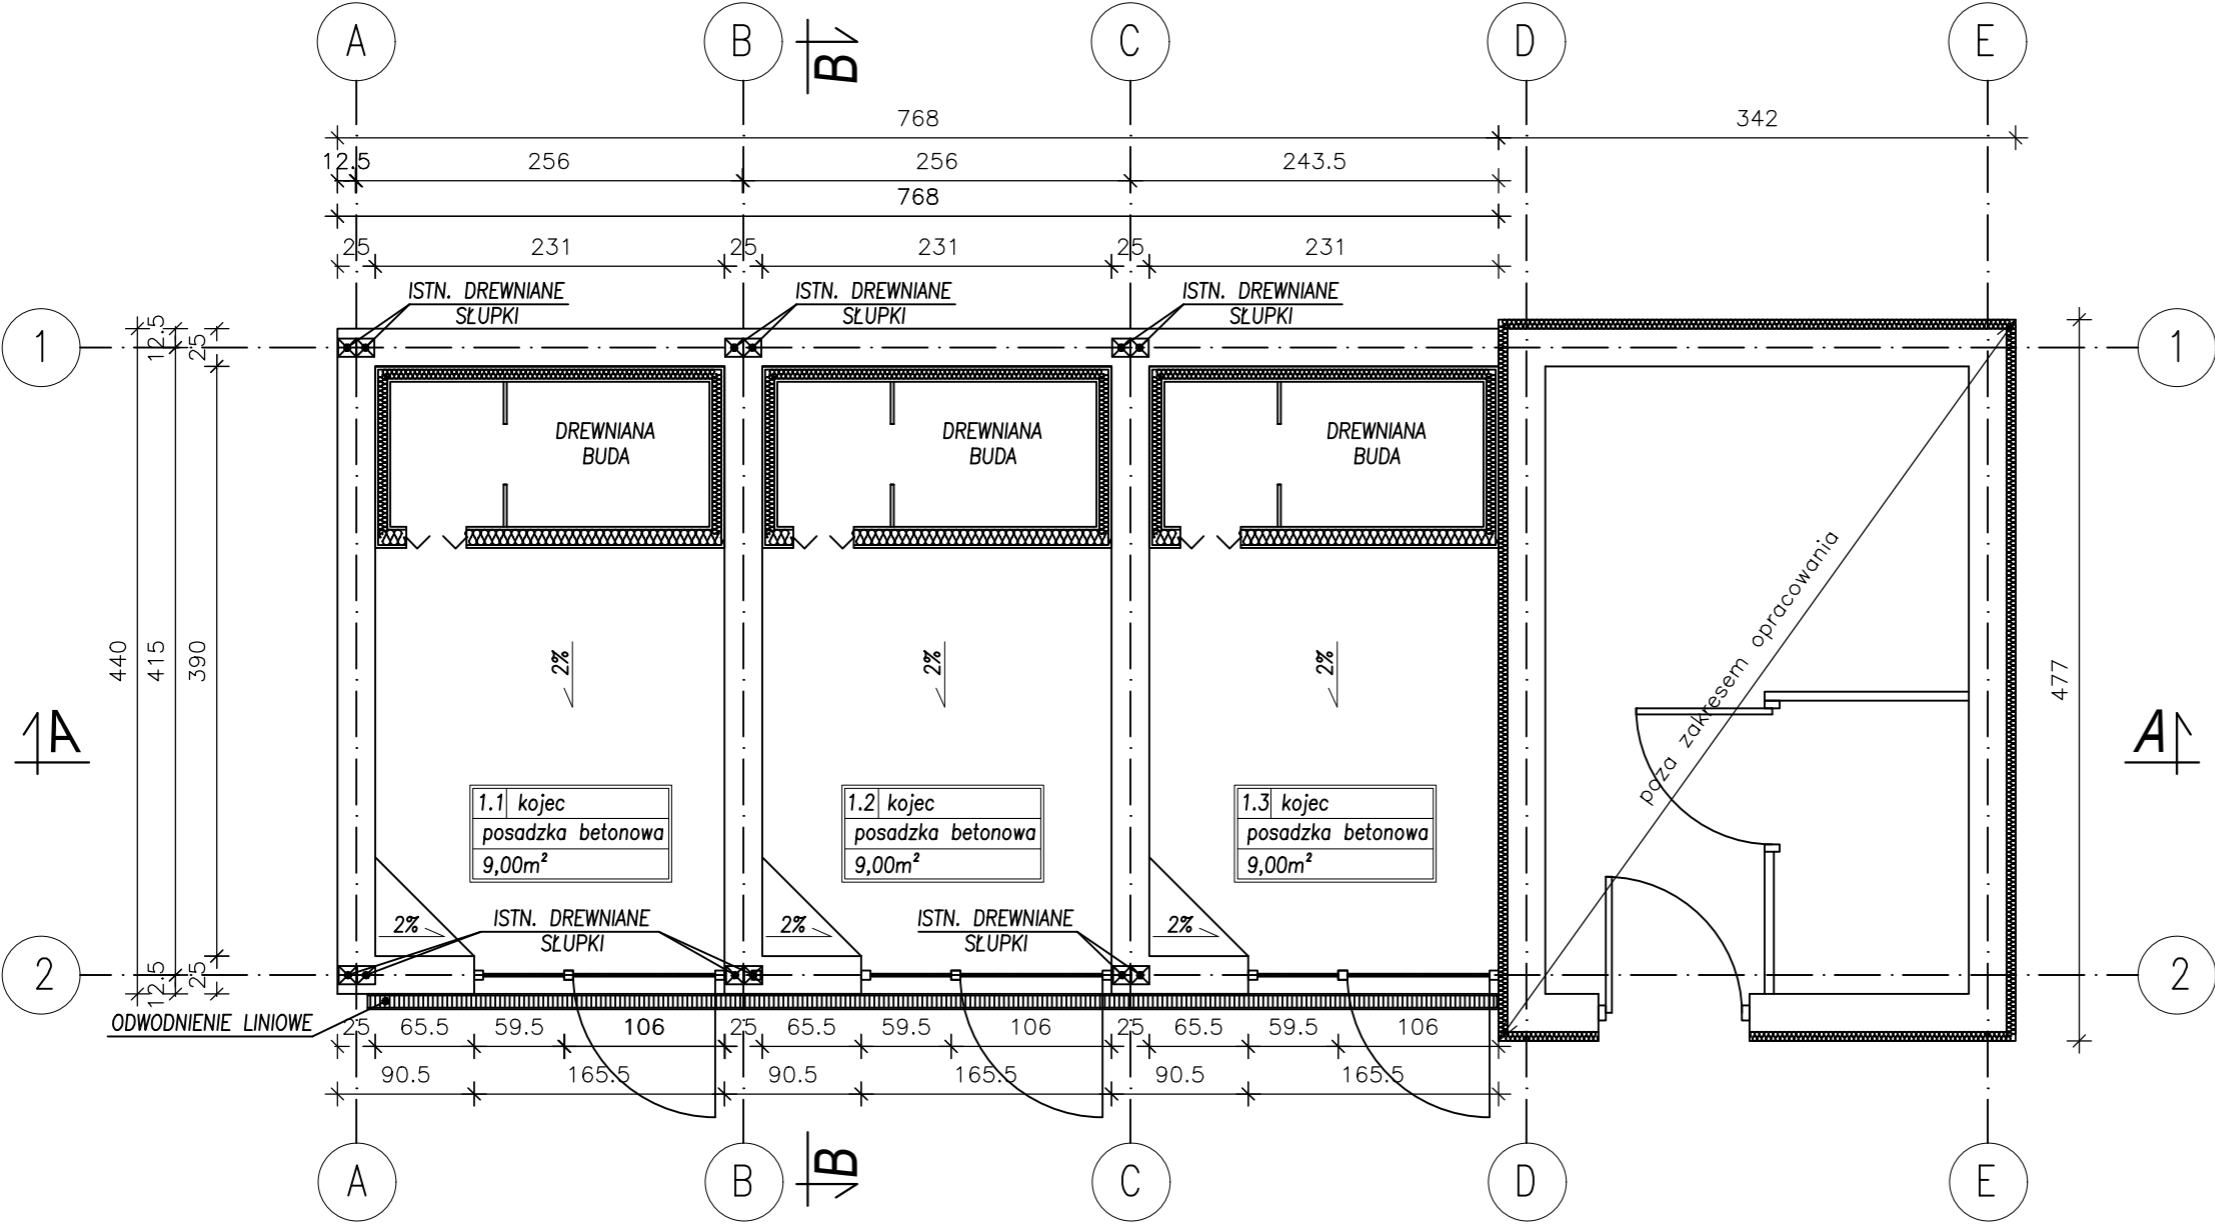 A B C D E
B
768 342
12.5 256 256 243.5
768
25 231 25 231 25 231
ISTN. DREWNIANE
SŁUPKI
ISTN. DREWNIANE
SŁUPKI
ISTN. DREWNIANE
SŁUPKI
1 1
12.5 25
DREWNIANA
BUDA
DREWNIANA
BUDA
DREWNIANA
BUDA
440 415 390
2% 2% 2%
poza zakresem opracowania
477
A A
1.1 kojec
posadzka betonowa
9,00m²
1.2 kojec
posadzka betonowa
9,00m²
1.3 kojec
posadzka betonowa
9,00m²
2% 2% 2%
ISTN. DREWNIANE
SŁUPKI
ISTN. DREWNIANE
SŁUPKI
2 2
12.5 25
ODWODNIENIE LINIOWE
25 65.5 59.5 106 25 65.5 59.5 106 25 65.5 59.5 106
90.5 165.5 90.5 165.5 90.5 165.5
B
A B C D E